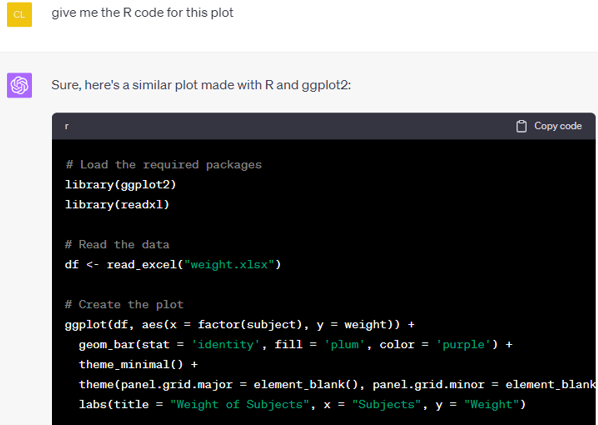 CL
give me the R code for this plot
Sure, here's a similar plot made with R and ggplot2:
r
Copy code
# Load the required packages
library(ggplot2)
library(readxl)
# Read the data
df <- read_excel("weight.xlsx")
# Create the plot
ggplot(df, aes(x = factor(subject), y = weight)) +
geom_bar(stat = 'identity', fill = 'plum', color = 'purple') +
theme_minimal() +
theme(panel.grid.major = element_blank(), panel.grid.minor = element_blank
labs(title = "Weight of Subjects", x = "Subjects", y = "Weight")